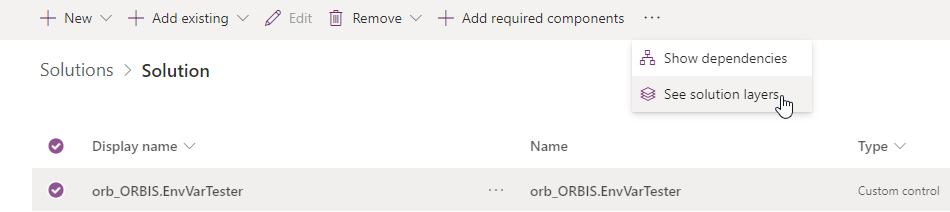 New Add existing Edit Remove Add required components ...
Show dependencies
Solutions > Solution
See solution layers
Display name Name Type
orb_ORBIS.EnvVarTester ... orb_ORBIS.EnvVarTester Custom control